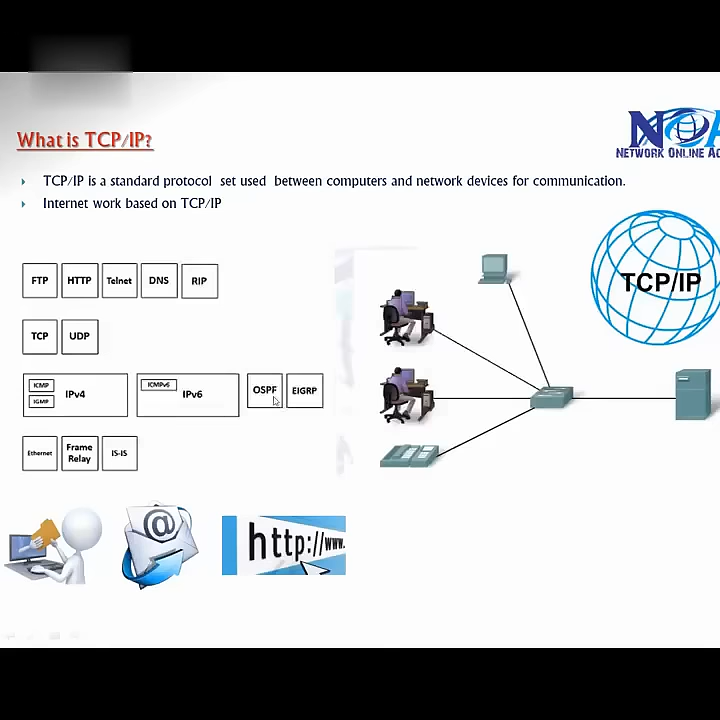 What is TCP/IP?
NETWORK ONLINE
TCP/IP is a standard protocol set used between computers and network devices for communication.
Internet work based on TCP/IP
TCP/IP
FTP HTTP Telnet DNS RIP
TCP UDP
ICMP IGMP IPv4 ICMPv6 IPv6 OSPF EIGRP
Ethernet Frame Relay IS-IS
@
http://www.